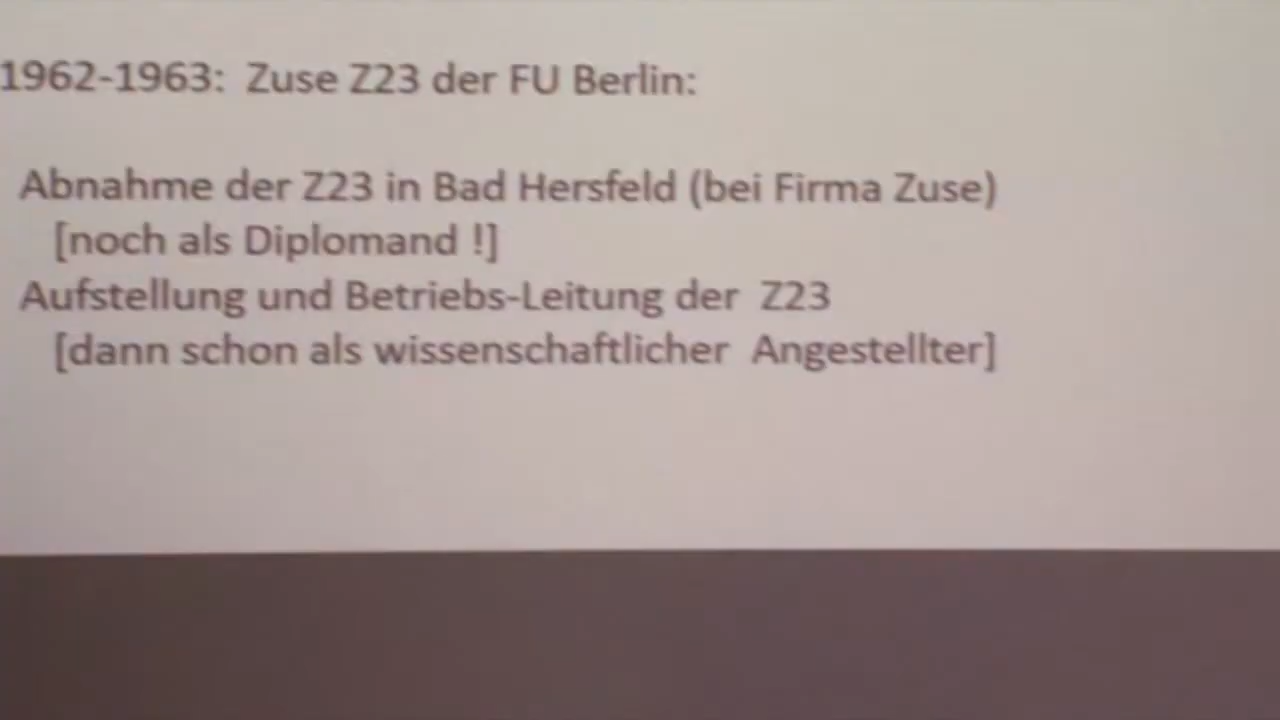 1962-1963: Zuse Z23 der FU Berlin:
Abnahme der Z23 in Bad Hersfeld (bei Firma Zuse)
[noch als Diplomand !]
Aufstellung und Betriebs-Leitung der Z23
[dann schon als wissenschaftlicher Angestellter]